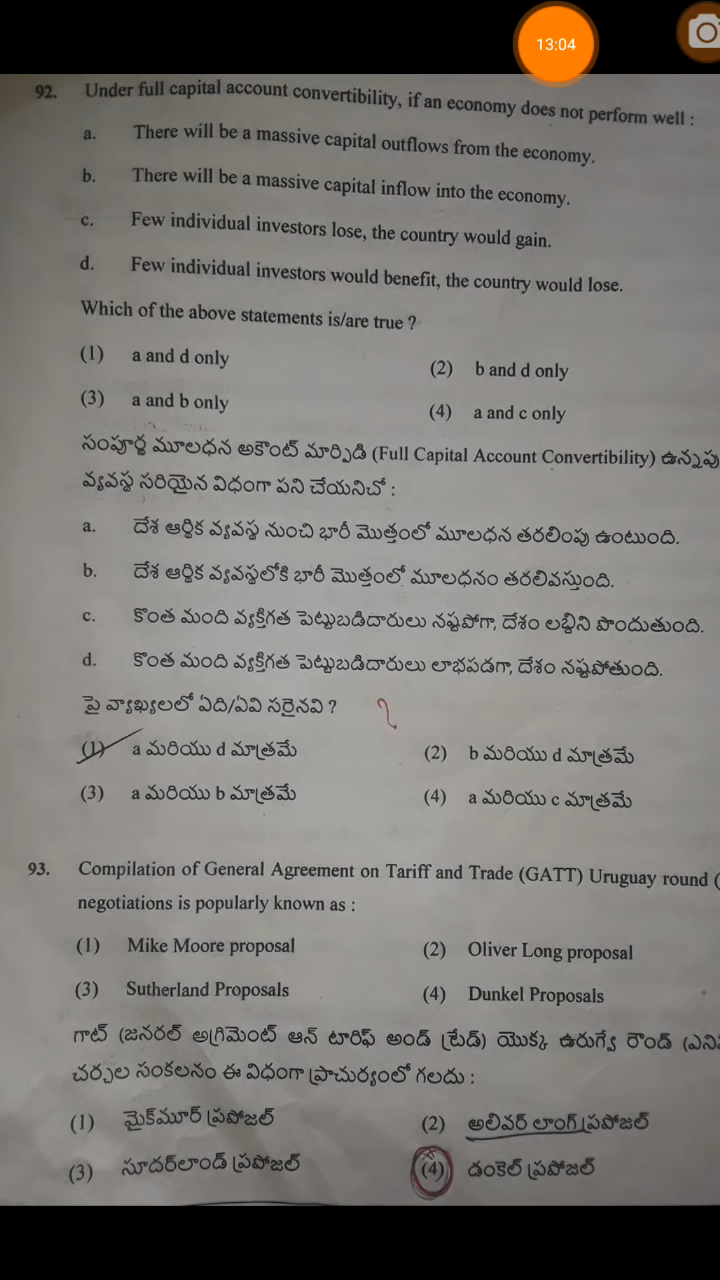 13:04
92. Under full capital account convertibility, if an economy does not perform well :
a. There will be a massive capital outflows from the economy.
b. There will be a massive capital inflow into the economy.
c. Few individual investors lose, the country would gain.
d. Few individual investors would benefit, the country would lose.
Which of the above statements is/are true ?
(1) a and d only (2) b and d only
(3) a and b only (4) a and c only
సంపూర్ణ మూలధన అకౌంట్ మార్పిడి (Full Capital Account Convertibility) ఉన్నపు
వ్యవస్థ సరియైన విధంగా పని చేయనిచో :
a. దేశ ఆర్థిక వ్యవస్థ నుంచి భారీ మొత్తంలో మూలధన తరలింపు ఉంటుంది.
b. దేశ ఆర్థిక వ్యవస్థలోకి భారీ మొత్తంలో మూలధనం తరలివస్తుంది.
c. కొంత మంది వ్యక్తిగత పెట్టుబడిదారులు నష్టపోగా, దేశం లబ్ధిని పొందుతుంది.
d. కొంత మంది వ్యక్తిగత పెట్టుబడిదారులు లాభపడగా, దేశం నష్టపోతుంది.
పై వ్యాఖ్యలలో ఏది/ఏవి సరైనవి ?
(1) a మరియు d మాత్రమే (2) b మరియు d మాత్రమే
(3) a మరియు b మాత్రమే (4) a మరియు c మాత్రమే
93. Compilation of General Agreement on Tariff and Trade (GATT) Uruguay round (
negotiations is popularly known as :
(1) Mike Moore proposal (2) Oliver Long proposal
(3) Sutherland Proposals (4) Dunkel Proposals
గాట్ (జనరల్ అగ్రిమెంట్ ఆన్ టారిఫ్ అండ్ ట్రేడ్) యొక్క ఉరుగ్వే రౌండ్ (ఎని
చర్చల సంకలనం ఈ విధంగా ప్రాచుర్యంలో గలదు :
(1) మైక్‌మూర్ ప్రపోజల్ (2) అలివర్ లాంగ్ ప్రపోజల్
(3) సూదర్‌లాండ్ ప్రపోజల్ (4) డంకెల్ ప్రపోజల్